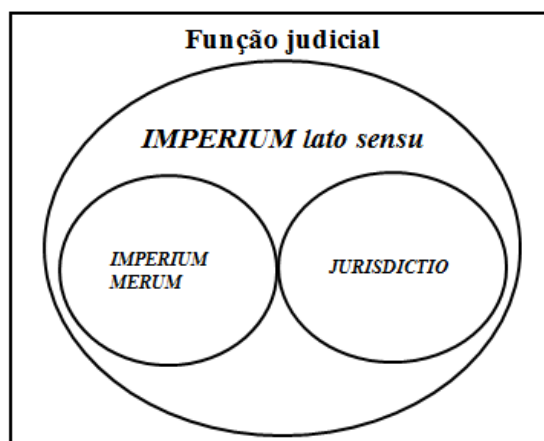 Função judicial
IMPERIUM lato sensu
IMPERIUM
MERUM
JURISDICTIO